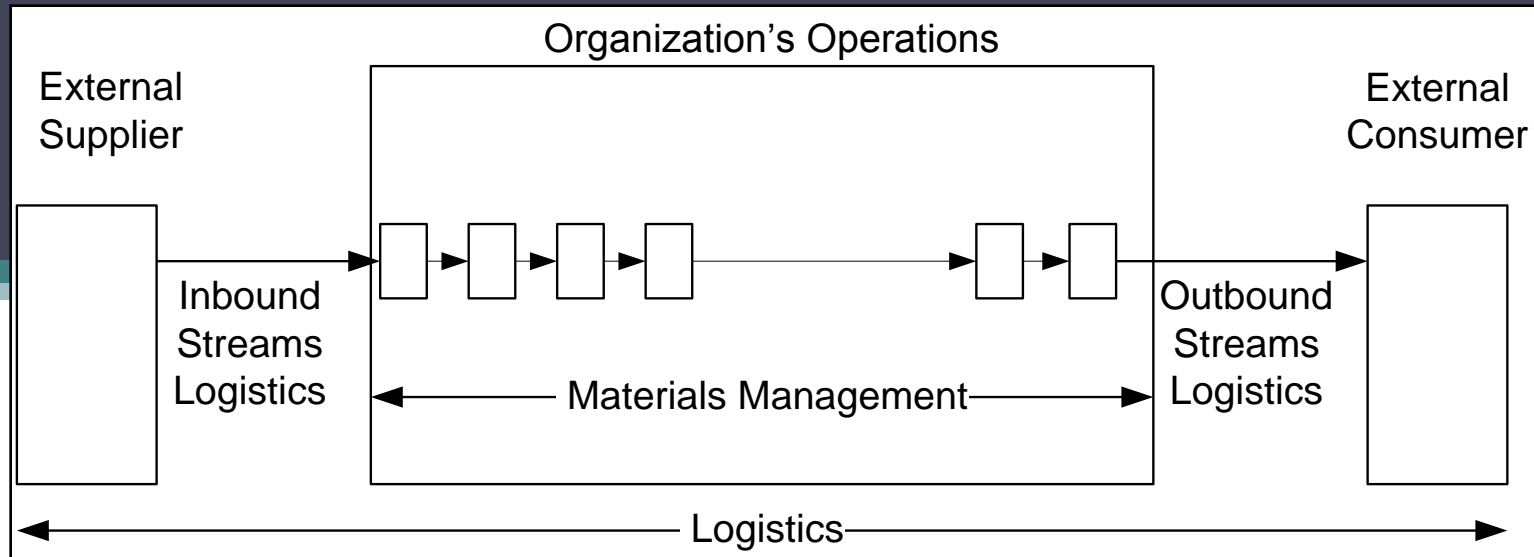 Organization’s Operations
External
Supplier
External
Consumer
Inbound
Streams
Logistics
Outbound
Streams
Logistics
Materials Management
Logistics